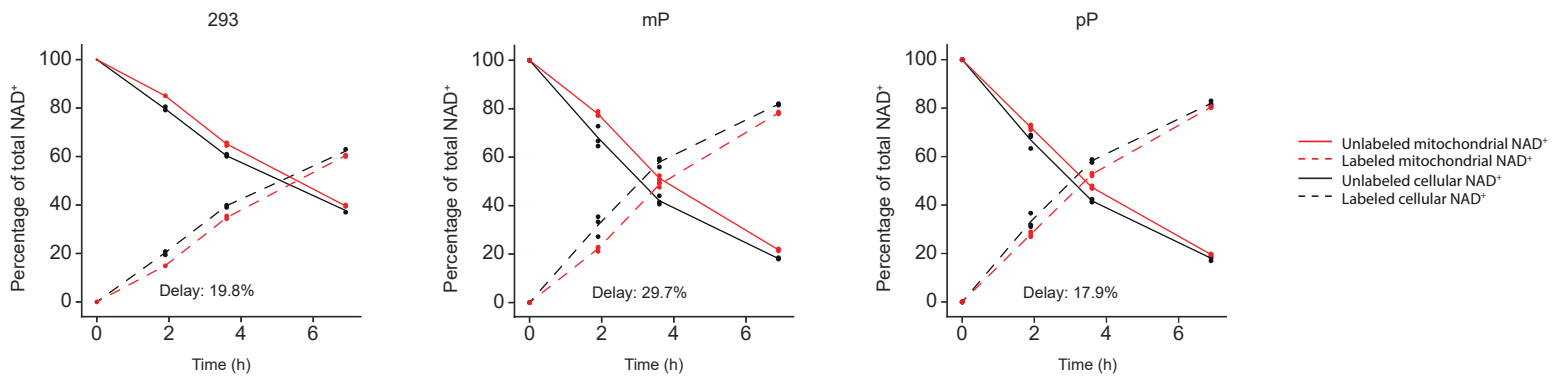 293
mP
pP
Percentage of total NAD⁺
100
80
60
40
20
0
Delay: 19.8%
0 2 4 6
Time (h)
Percentage of total NAD⁺
100
80
60
40
20
0
Delay: 29.7%
0 2 4 6
Time (h)
Percentage of total NAD⁺
100
80
60
40
20
0
Delay: 17.9%
0 2 4 6
Time (h)
Unlabeled mitochondrial NAD⁺
Labeled mitochondrial NAD⁺
Unlabeled cellular NAD⁺
Labeled cellular NAD⁺